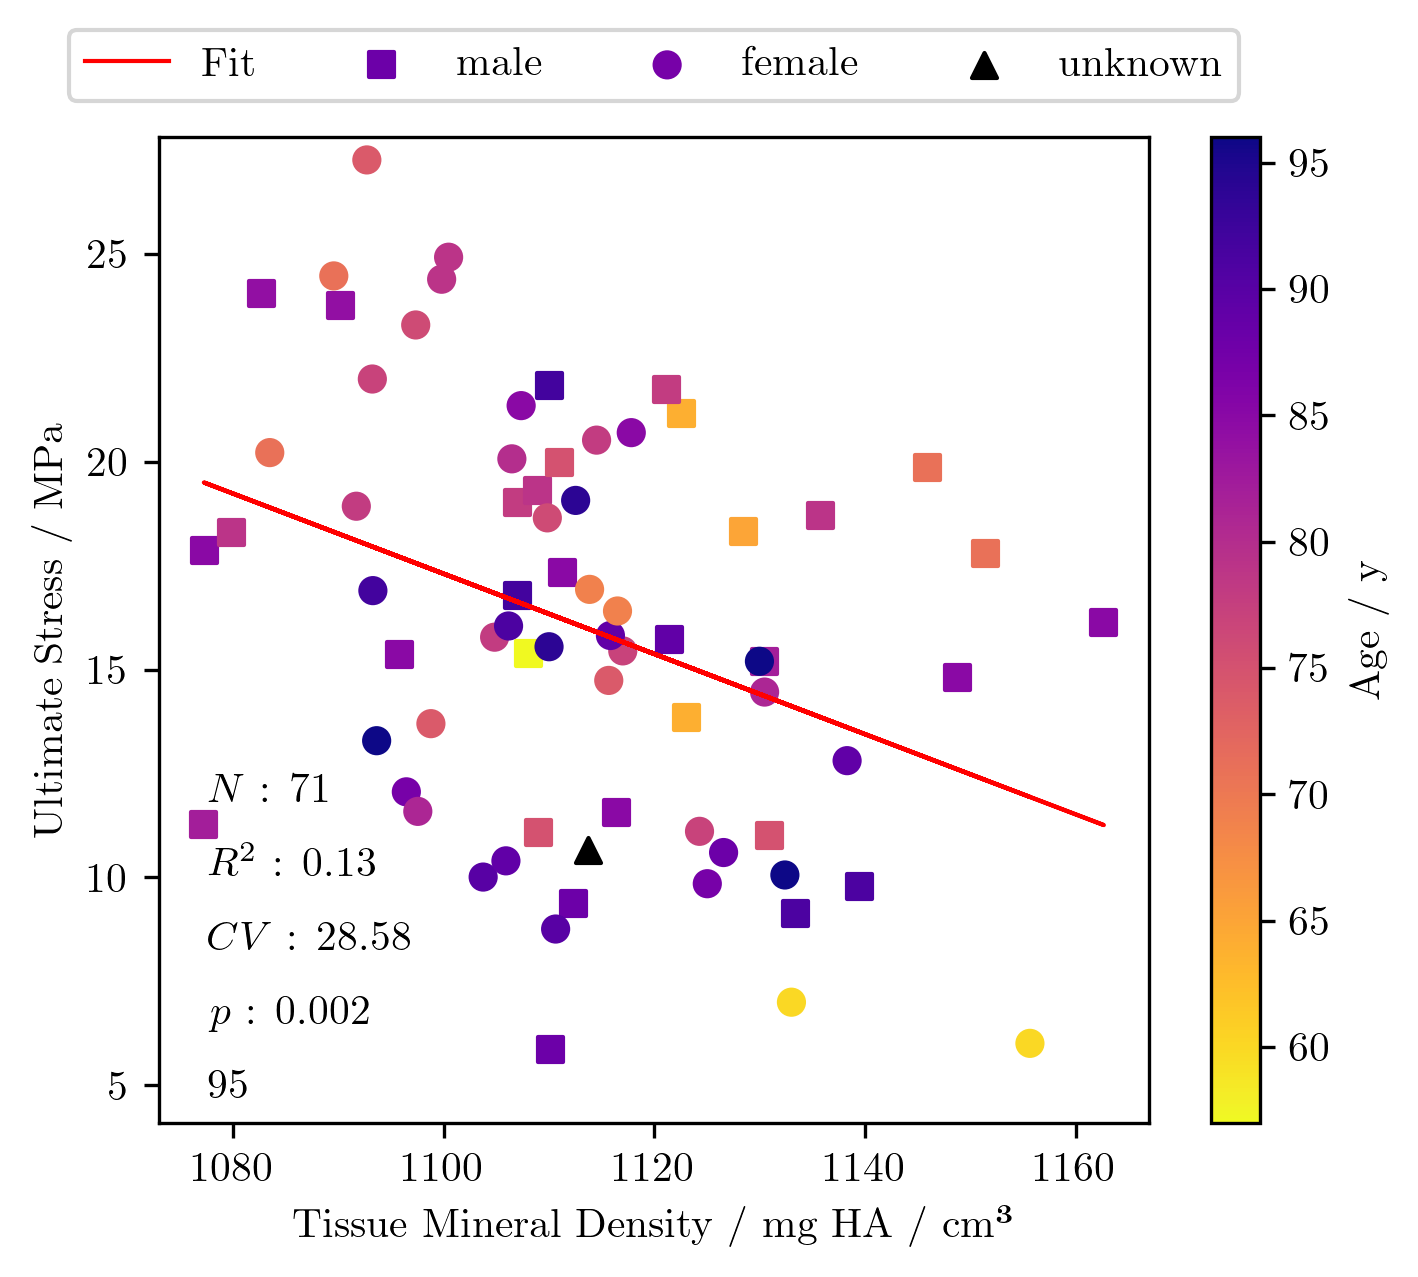 Fit male female unknown
Ultimate Stress / MPa
25
20
15
10
5
N : 71
R² : 0.13
CV : 28.58
p : 0.002
95
1080 1100 1120 1140 1160
Tissue Mineral Density / mg HA / cm³
95
90
85
80
75
70
65
60
Age / y